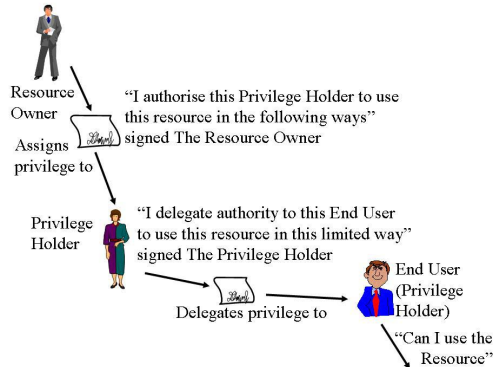 Resource
Owner
“I authorise this Privilege Holder to use
this resource in the following ways”
signed The Resource Owner
Assigns
privilege to
Privilege
Holder
“I delegate authority to this End User
to use this resource in this limited way”
signed The Privilege Holder
Delegates privilege to
End User
(Privilege
Holder)
“Can I use the
Resource”